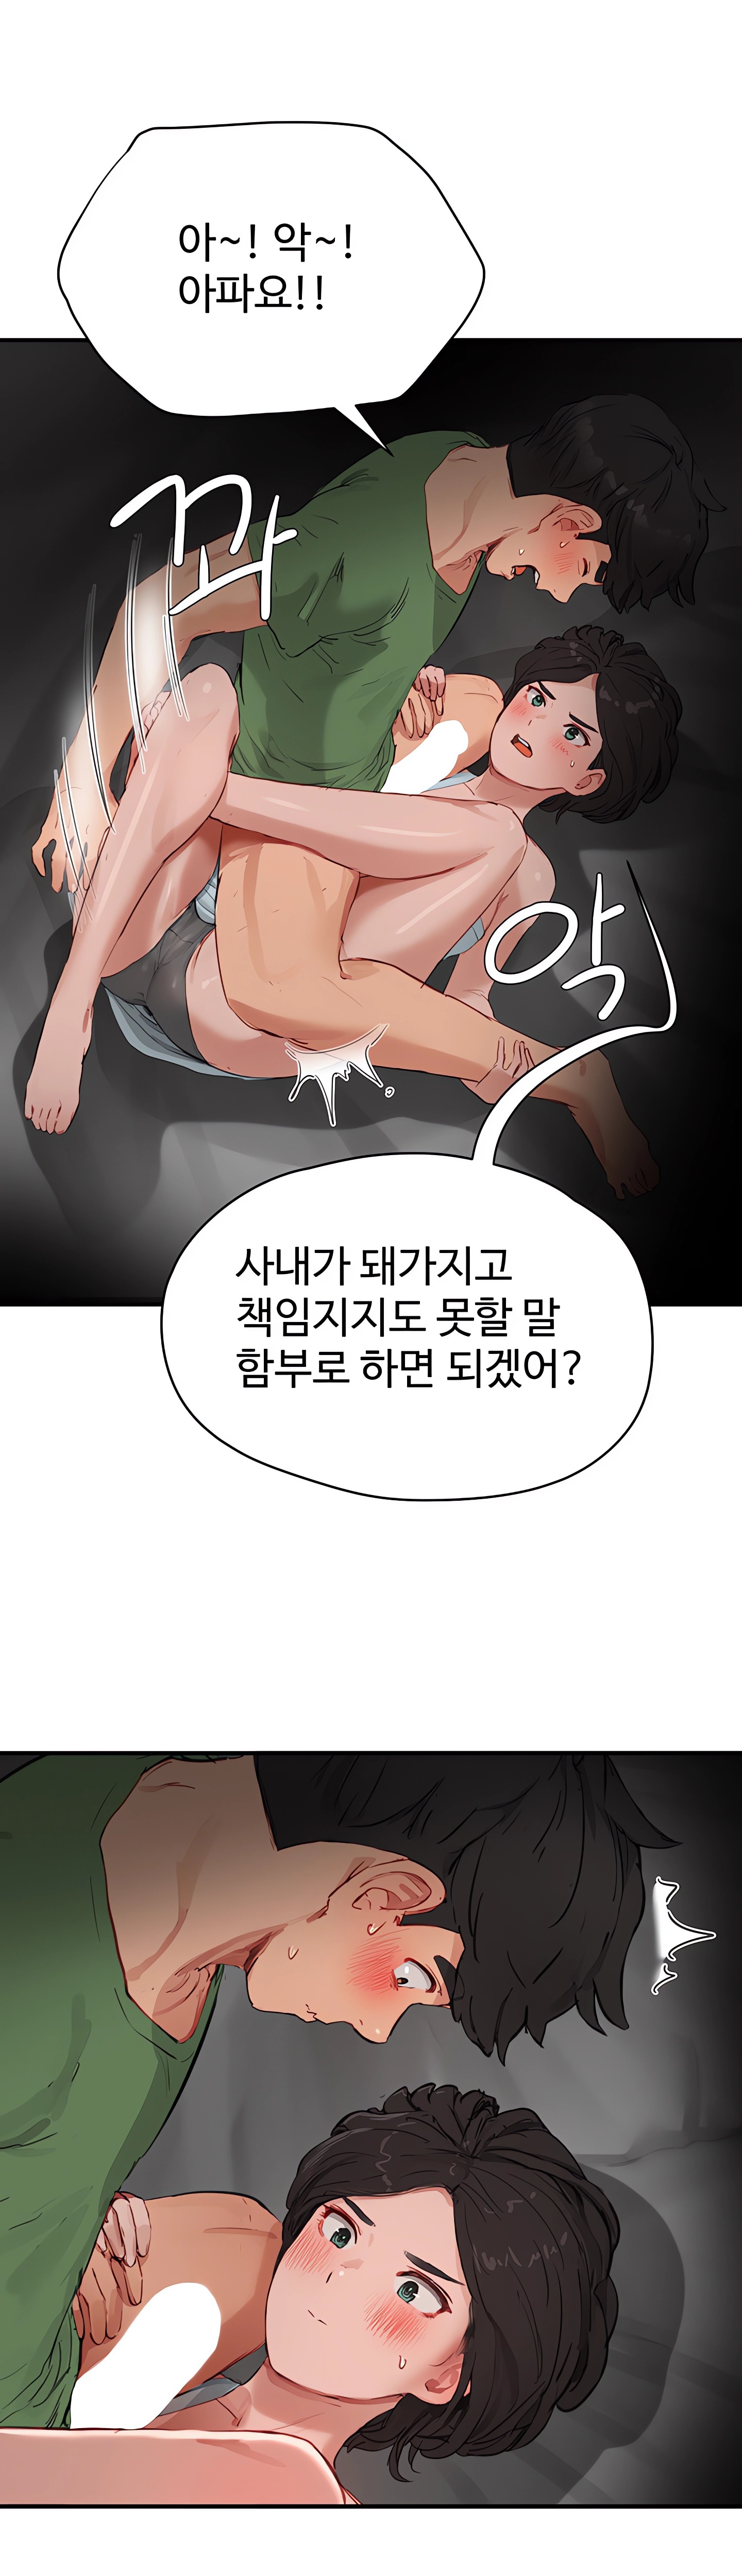 아~! 악~!
아파요!!
꽈
악
사내가 돼가지고
책임지지도 못할 말
함부로 하면 되겠어?